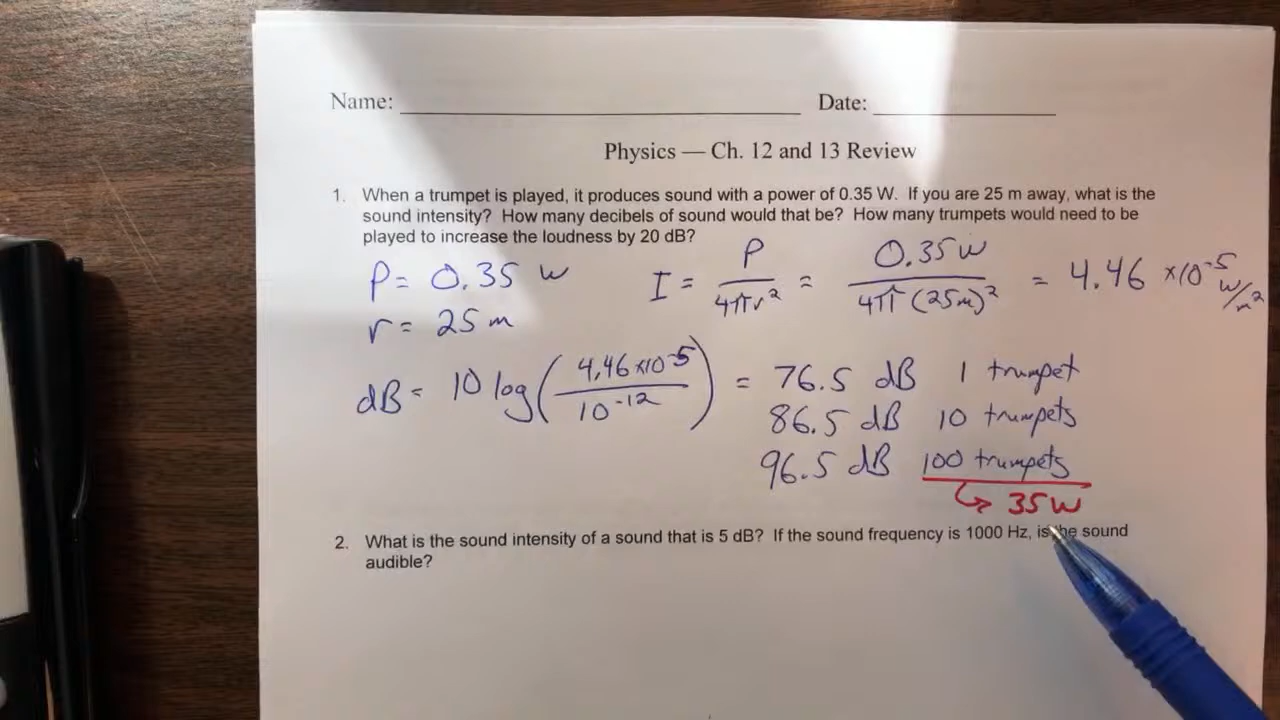 Name: ____________ Date: ____________
Physics — Ch. 12 and 13 Review
1. When a trumpet is played, it produces sound with a power of 0.35 W. If you are 25 m away, what is the
sound intensity? How many decibels of sound would that be? How many trumpets would need to be
played to increase the loudness by 20 dB?
P = 0.35 W
I = P / 4πr² = 0.35W / 4π(25m)² = 4.46 ×10⁻⁵ W/m²
r = 25 m
dB = 10 log(4.46×10⁻⁵ / 10⁻¹²) = 76.5 dB 1 trumpet
86.5 dB 10 trumpets
96.5 dB 100 trumpets
↳ 35W
2. What is the sound intensity of a sound that is 5 dB? If the sound frequency is 1000 Hz, is the sound
audible?